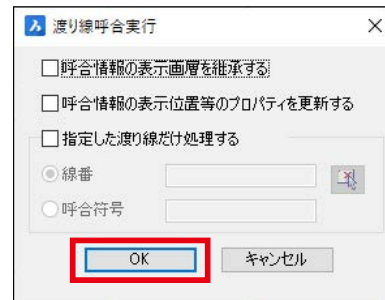 渡り線呼合実行
呼合情報の表示画層を継承する
呼合情報の表示位置等のプロパティを更新する
指定した渡り線だけ処理する
線番
呼合符号
OK キャンセル